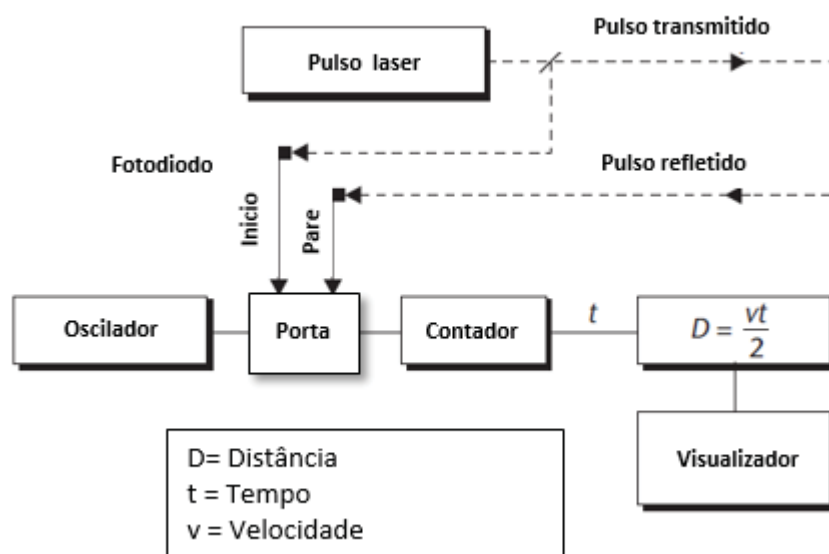 Pulso transmitido
Pulso laser
Fotodiodo
Pulso refletido
Inicio
Pare
Oscilador
Porta
Contador
t
D = vt/2
Visualizador
D= Distância
t = Tempo
v = Velocidade